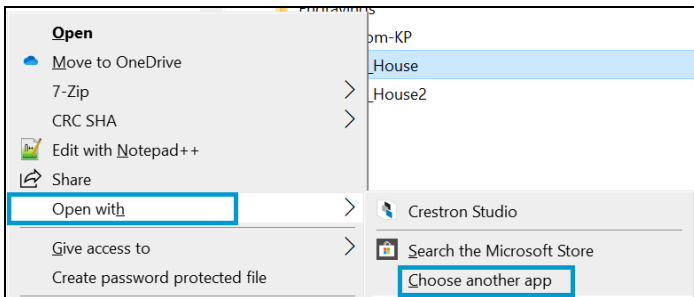 Open
Move to OneDrive
7-Zip
CRC SHA
Edit with Notepad++
Share
Open with
Give access to
Create password protected file
om-KP
_House
_House2
Crestron Studio
Search the Microsoft Store
Choose another app